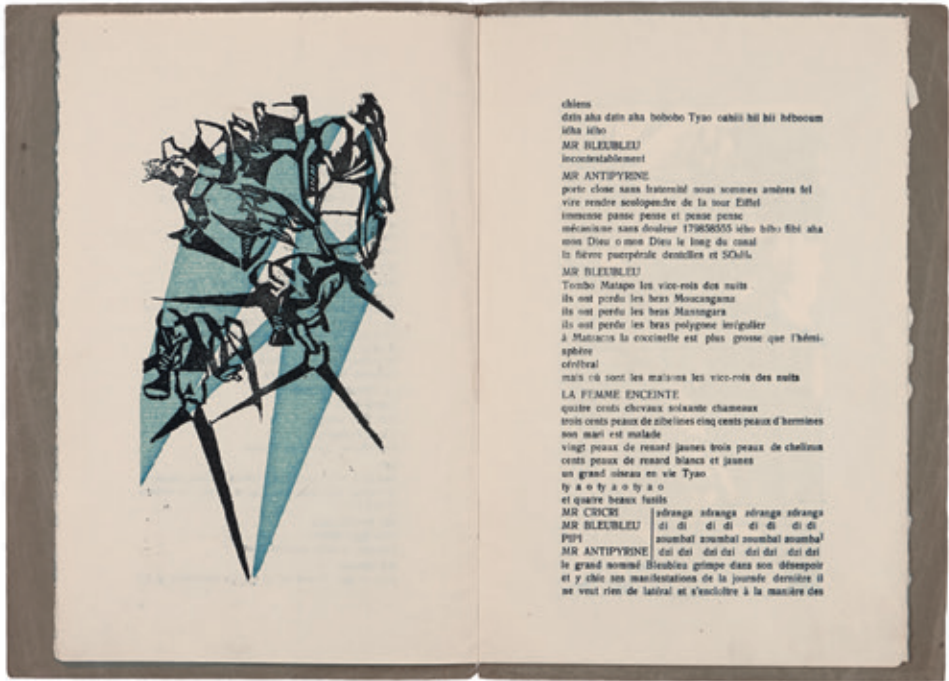 chiens
dzin aha dzin aha bobobo Tyao oahiii hii hii hébooum
iéha iého
MR BLEUBLEU
incontestablement
MR ANTIPYRINE
porte close sans fraternité nous sommes amères fel
vire rendre scolopendre de la tour Eiffel
immense panse pense et pense pense
mécanisme sans douleur 179858555 iého bibo fibi aha
mon Dieu o mon Dieu le long du canal
la fièvre puerpérale dentelles et SO₂H₄
MR BLEUBLEU
Tombo Matapo les vice-rois des nuits
ils ont perdu les bras Moucangama
ils ont perdu les bras Manangara
ils ont perdu les bras polygone irrégulier
à Matzacas la coccinelle est plus grosse que l'hémi-
sphère
cérébral
mais où sont les maisons les vice-rois des nuits
LA FEMME ENCEINTE
quatre cents chevaux soixante chameaux
trois cents peaux de zibelines cinq cents peaux d'hermines
son mari est malade
vingt peaux de renard jaunes trois peaux de chelizun
cents peaux de renard blancs et jaunes
un grand oiseau en vie Tyao
ty a o ty a o ty a o
et quatre beaux fusils
MR CRICRI zdranga zdranga zdranga zdranga
MR BLEUBLEU di di di di di di di di
PIPI zoumbaï zoumbaï zoumbaï zoumbaï
MR ANTIPYRINE dzi dzi dzi dzi dzi dzi dzi dzi
le grand nommé Bleubleu grimpe dans son désespoir
et y chie ses manifestations de la journée dernière il
ne veut rien de latéral et s'encloître à la manière des